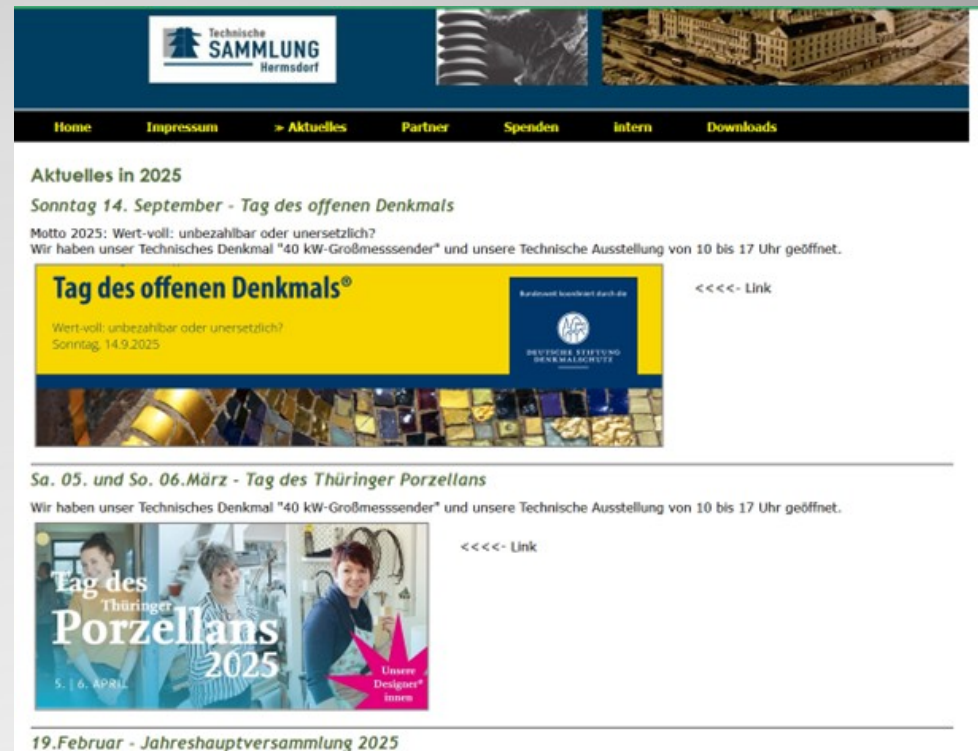 Technische
SAMMLUNG
Hermsdorf
Home Impressum > Aktuelles Partner Spenden intern Downloads
Aktuelles in 2025
Sonntag 14. September - Tag des offenen Denkmals
Motto 2025: Wert-voll: unbezahlbar oder unersetzlich?
Wir haben unser Technisches Denkmal "40 kW-Großmesssender" und unsere Technische Ausstellung von 10 bis 17 Uhr geöffnet.
Tag des offenen Denkmals®
Wert-voll: unbezahlbar oder unersetzlich?
Sonntag, 14.9.2025
Bundesweit koordiniert durch die
DEUTSCHE STIFTUNG
DENKMALSCHUTZ
<<<<- Link
Sa. 05. und So. 06.März - Tag des Thüringer Porzellans
Wir haben unser Technisches Denkmal "40 kW-Großmesssender" und unsere Technische Ausstellung von 10 bis 17 Uhr geöffnet.
Tag des
Thüringer
Porzellans
2025
5. | 6. APRIL
Unsere
Designer*
innen
<<<<- Link
19.Februar - Jahreshauptversammlung 2025